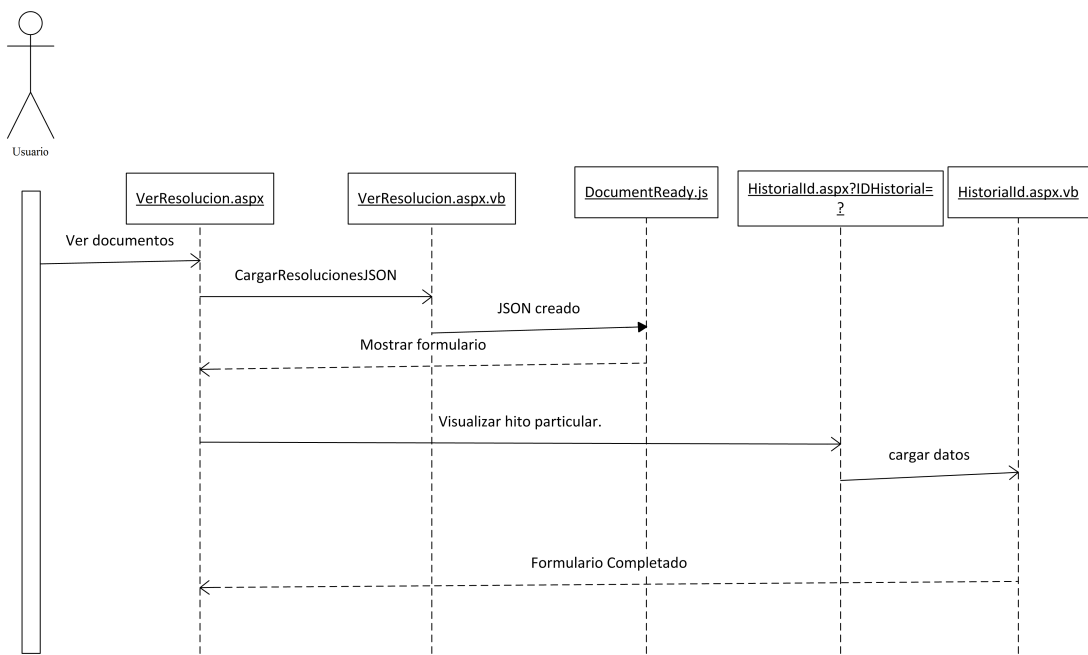 Usuario
VerResolucion.aspx
VerResolucion.aspx.vb
DocumentReady.js
HistorialId.aspx?IDHistorial=
?
HistorialId.aspx.vb
Ver documentos
CargarResolucionesJSON
JSON creado
Mostrar formulario
Visualizar hito particular.
cargar datos
Formulario Completado